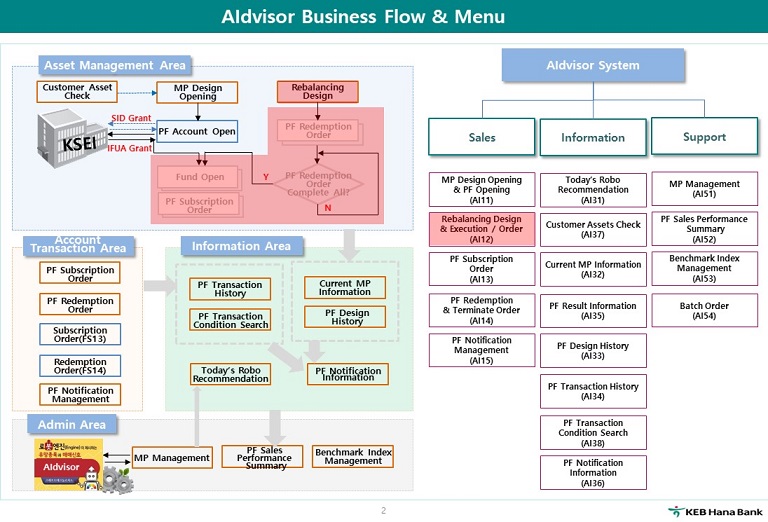 AIdvisor Business Flow & Menu
Asset Management Area
Customer Asset
Check
MP Design
Opening
Rebalancing
Design
SID Grant
KSEI
PF Account Open
IFUA Grant
PF Redemption
Order
Fund Open
Y
PF Redemption
Order
Complete All?
PF Subscription
Order
N
Account
Transaction Area
PF Subscription
Order
PF Redemption
Order
Subscription
Order(FS13)
Redemption
Order(FS14)
PF Notification
Management
Information Area
PF Transaction
History
PF Transaction
Condition Search
Current MP
Information
PF Design
History
Today's Robo
Recommendation
PF Notification
Information
Admin Area
AIdvisor
MP Management
PF Sales
Performance
Summary
Benchmark Index
Management
AIdvisor System
Sales
Information
Support
MP Design Opening
& PF Opening
(AI11)
Rebalancing Design
& Execution / Order
(AI12)
PF Subscription
Order
(AI13)
PF Redemption
& Terminate Order
(AI14)
PF Notification
Management
(AI15)
Today's Robo
Recommendation
(AI31)
Customer Assets Check
(AI37)
Current MP Information
(AI32)
PF Result Information
(AI35)
PF Design History
(AI33)
PF Transaction History
(AI34)
PF Transaction
Condition Search
(AI38)
PF Notification
Information
(AI36)
MP Management
(AI51)
PF Sales Performance
Summary
(AI52)
Benchmark Index
Management
(AI53)
Batch Order
(AI54)
2
KEB Hana Bank